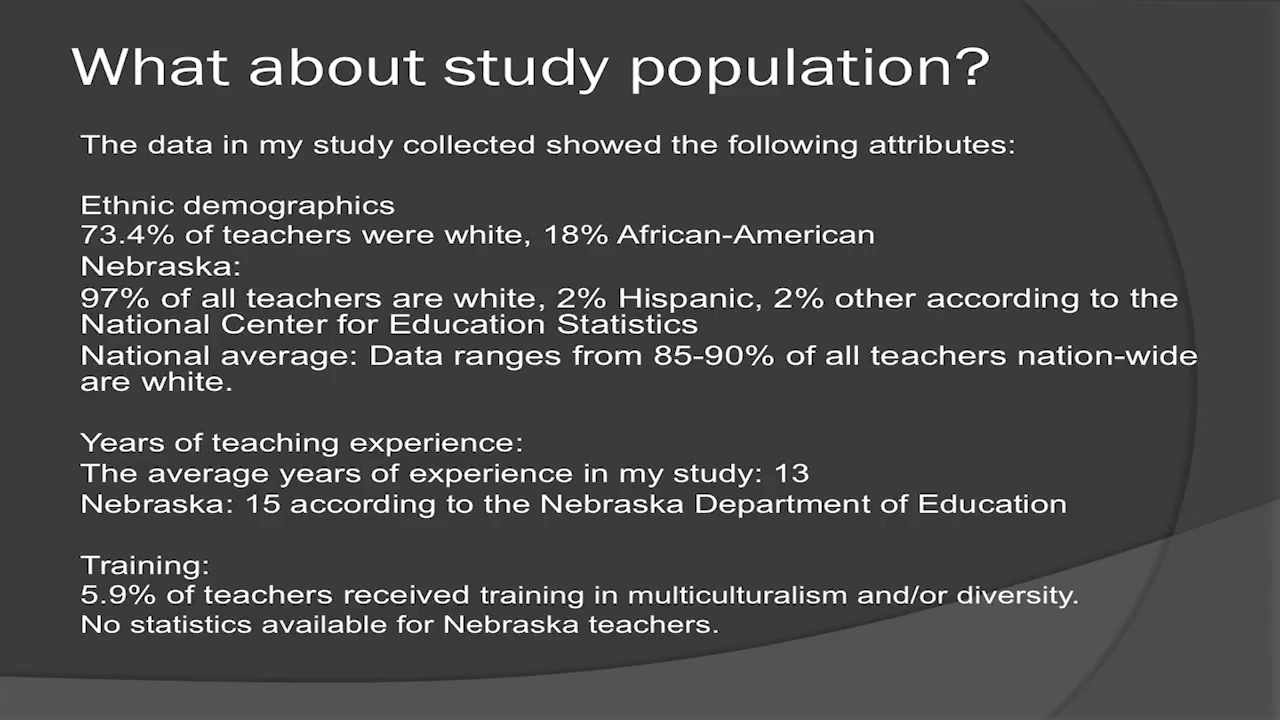 What about study population?
The data in my study collected showed the following attributes:
Ethnic demographics
73.4% of teachers were white, 18% African-American
Nebraska:
97% of all teachers are white, 2% Hispanic, 2% other according to the
National Center for Education Statistics
National average: Data ranges from 85-90% of all teachers nation-wide
are white.
Years of teaching experience:
The average years of experience in my study: 13
Nebraska: 15 according to the Nebraska Department of Education
Training:
5.9% of teachers received training in multiculturalism and/or diversity.
No statistics available for Nebraska teachers.